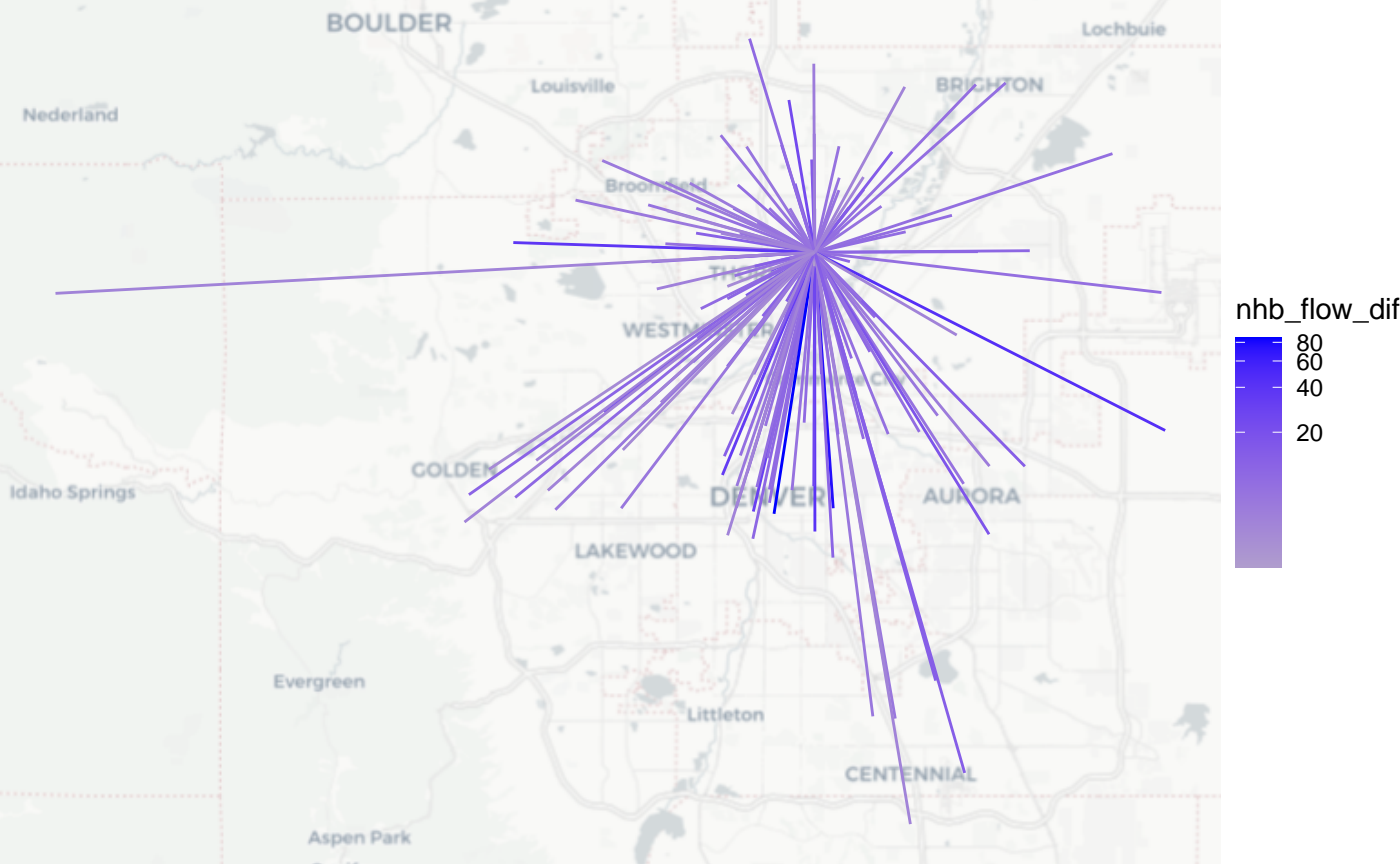 BOULDER
Lochbuie
Louisville
BRIGHTON
Nederland
Broomfield
nhb_flow_dif
80
60
40
20
WESTMINSTER
GOLDEN
Idaho Springs
DENVER
AURORA
LAKEWOOD
Evergreen
Littleton
CENTENNIAL
Aspen Park